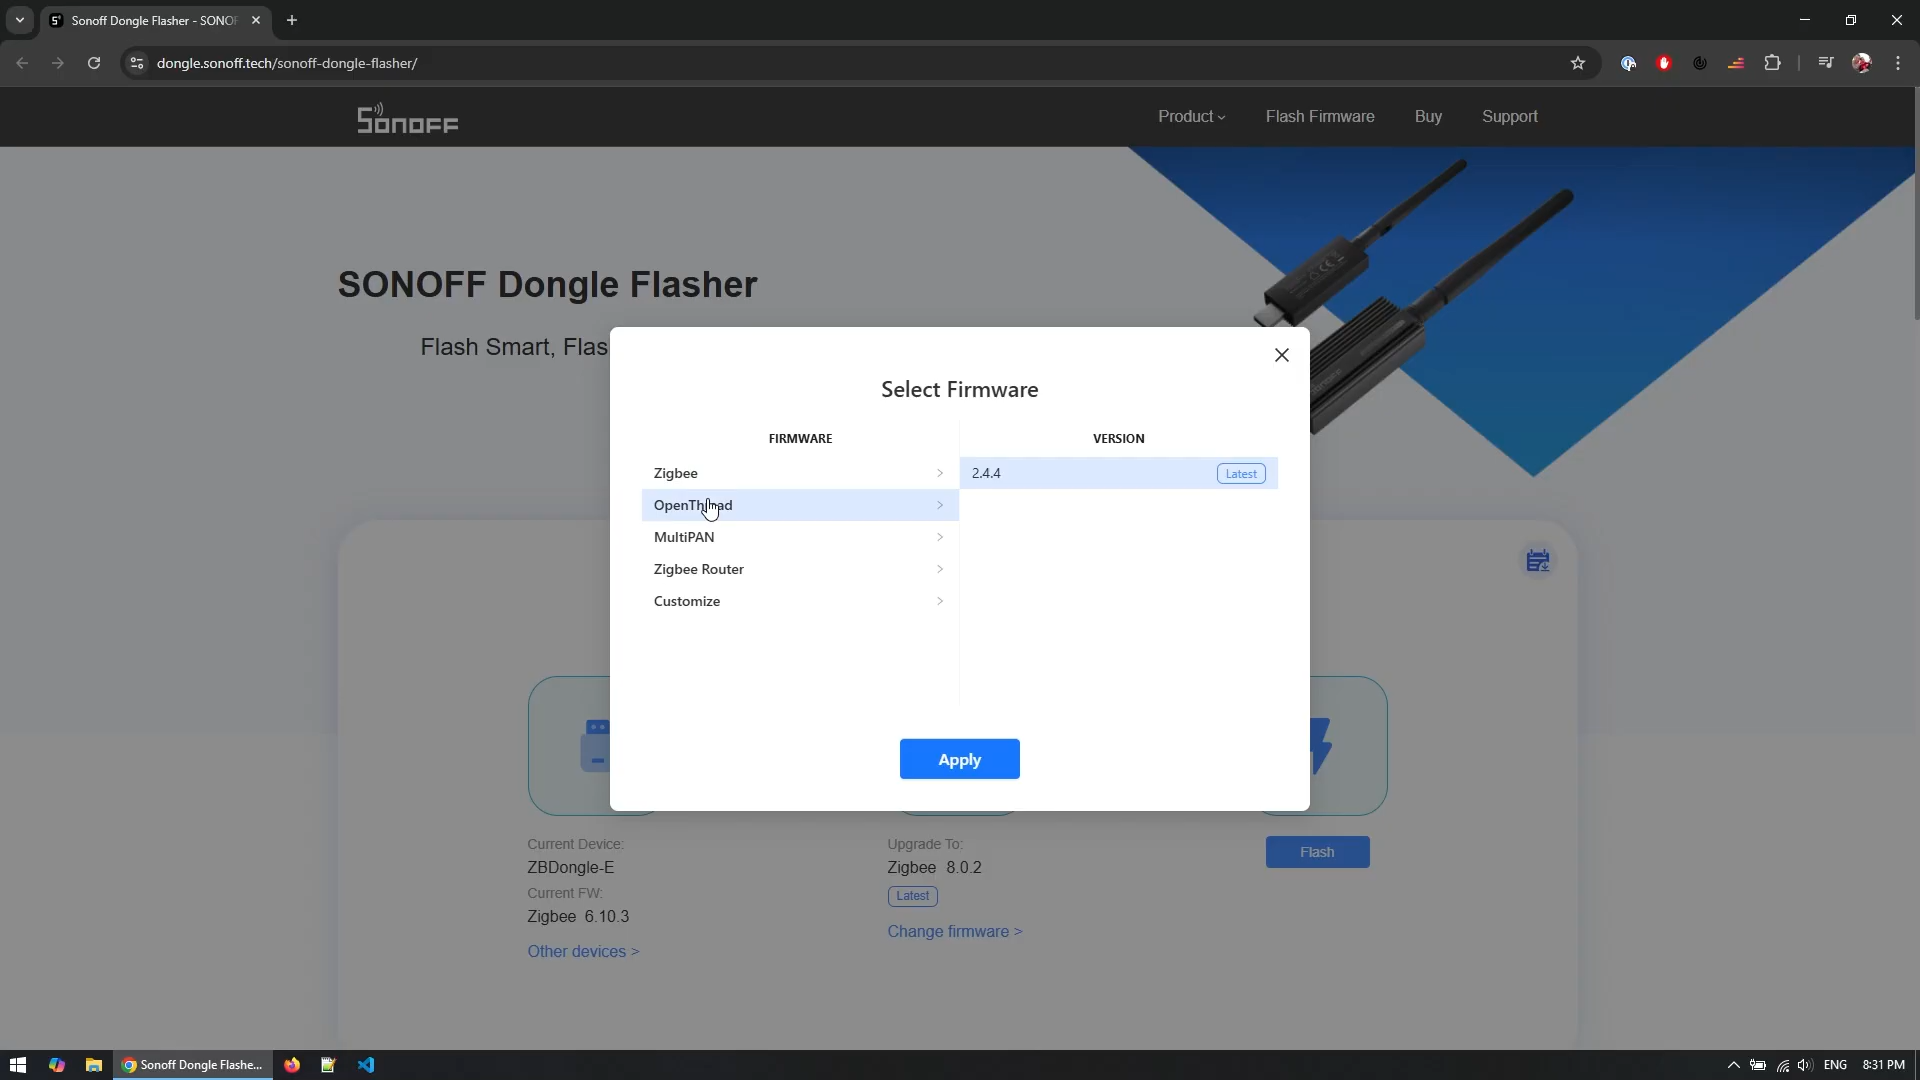 Sonoff Dongle Flasher - SONOF
dongle.sonoff.tech/sonoff-dongle-flasher/
SONOFF
Product
Flash Firmware
Buy
Support
SONOFF Dongle Flasher
Flash Smart, Flas
Select Firmware
FIRMWARE
VERSION
Zigbee
2.4.4
Latest
OpenThread
MultiPAN
Zigbee Router
Customize
Apply
Current Device:
ZBDongle-E
Current FW:
Zigbee 6.10.3
Other devices >
Upgrade To:
Zigbee 8.0.2
Latest
Change firmware >
Flash
Sonoff Dongle Flashe...
ENG
8:31 PM